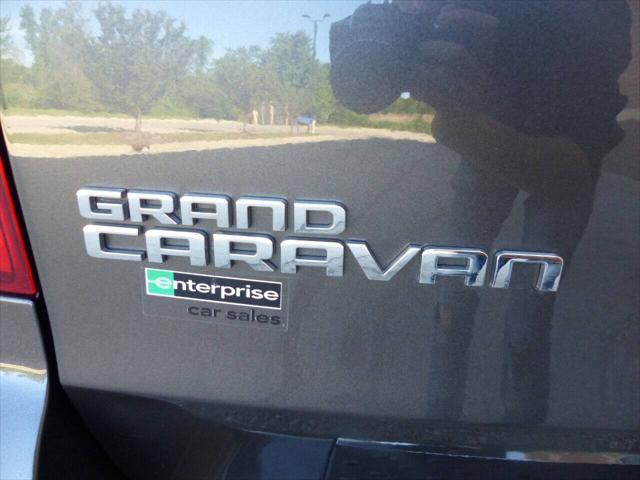 GRAND
CARAVAN
enterprise
car sales